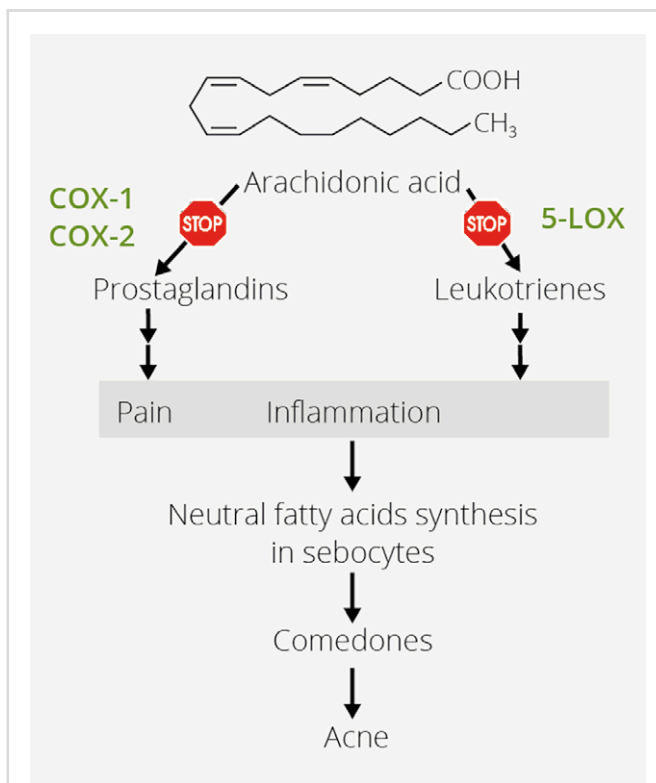 COOH
CH₃
Arachidonic acid
COX-1
COX-2
STOP
STOP
5-LOX
Prostaglandins
Leukotrienes
Pain
Inflammation
Neutral fatty acids synthesis
in sebocytes
Comedones
Acne